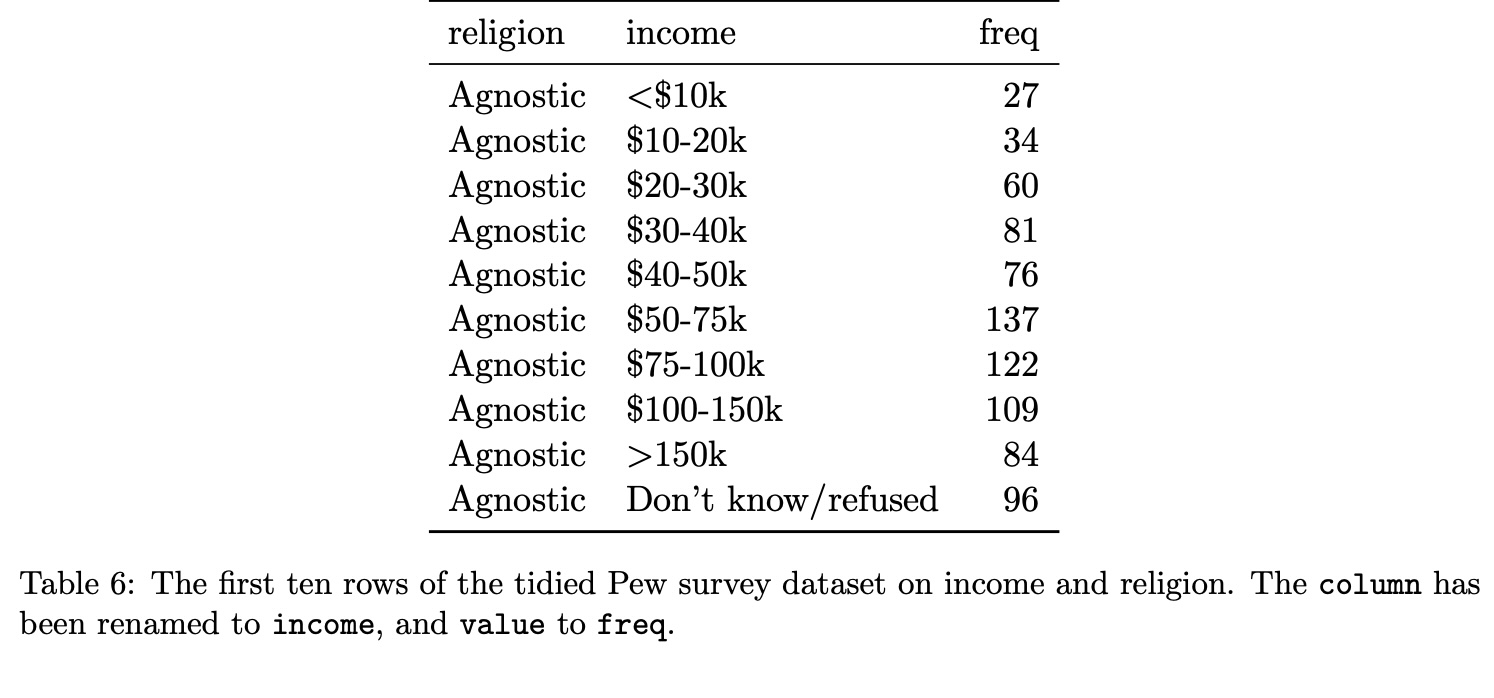 religion income freq
Agnostic <$10k 27
Agnostic $10-20k 34
Agnostic $20-30k 60
Agnostic $30-40k 81
Agnostic $40-50k 76
Agnostic $50-75k 137
Agnostic $75-100k 122
Agnostic $100-150k 109
Agnostic >150k 84
Agnostic Don’t know/refused 96
Table 6: The first ten rows of the tidied Pew survey dataset on income and religion. The column has
been renamed to income, and value to freq.